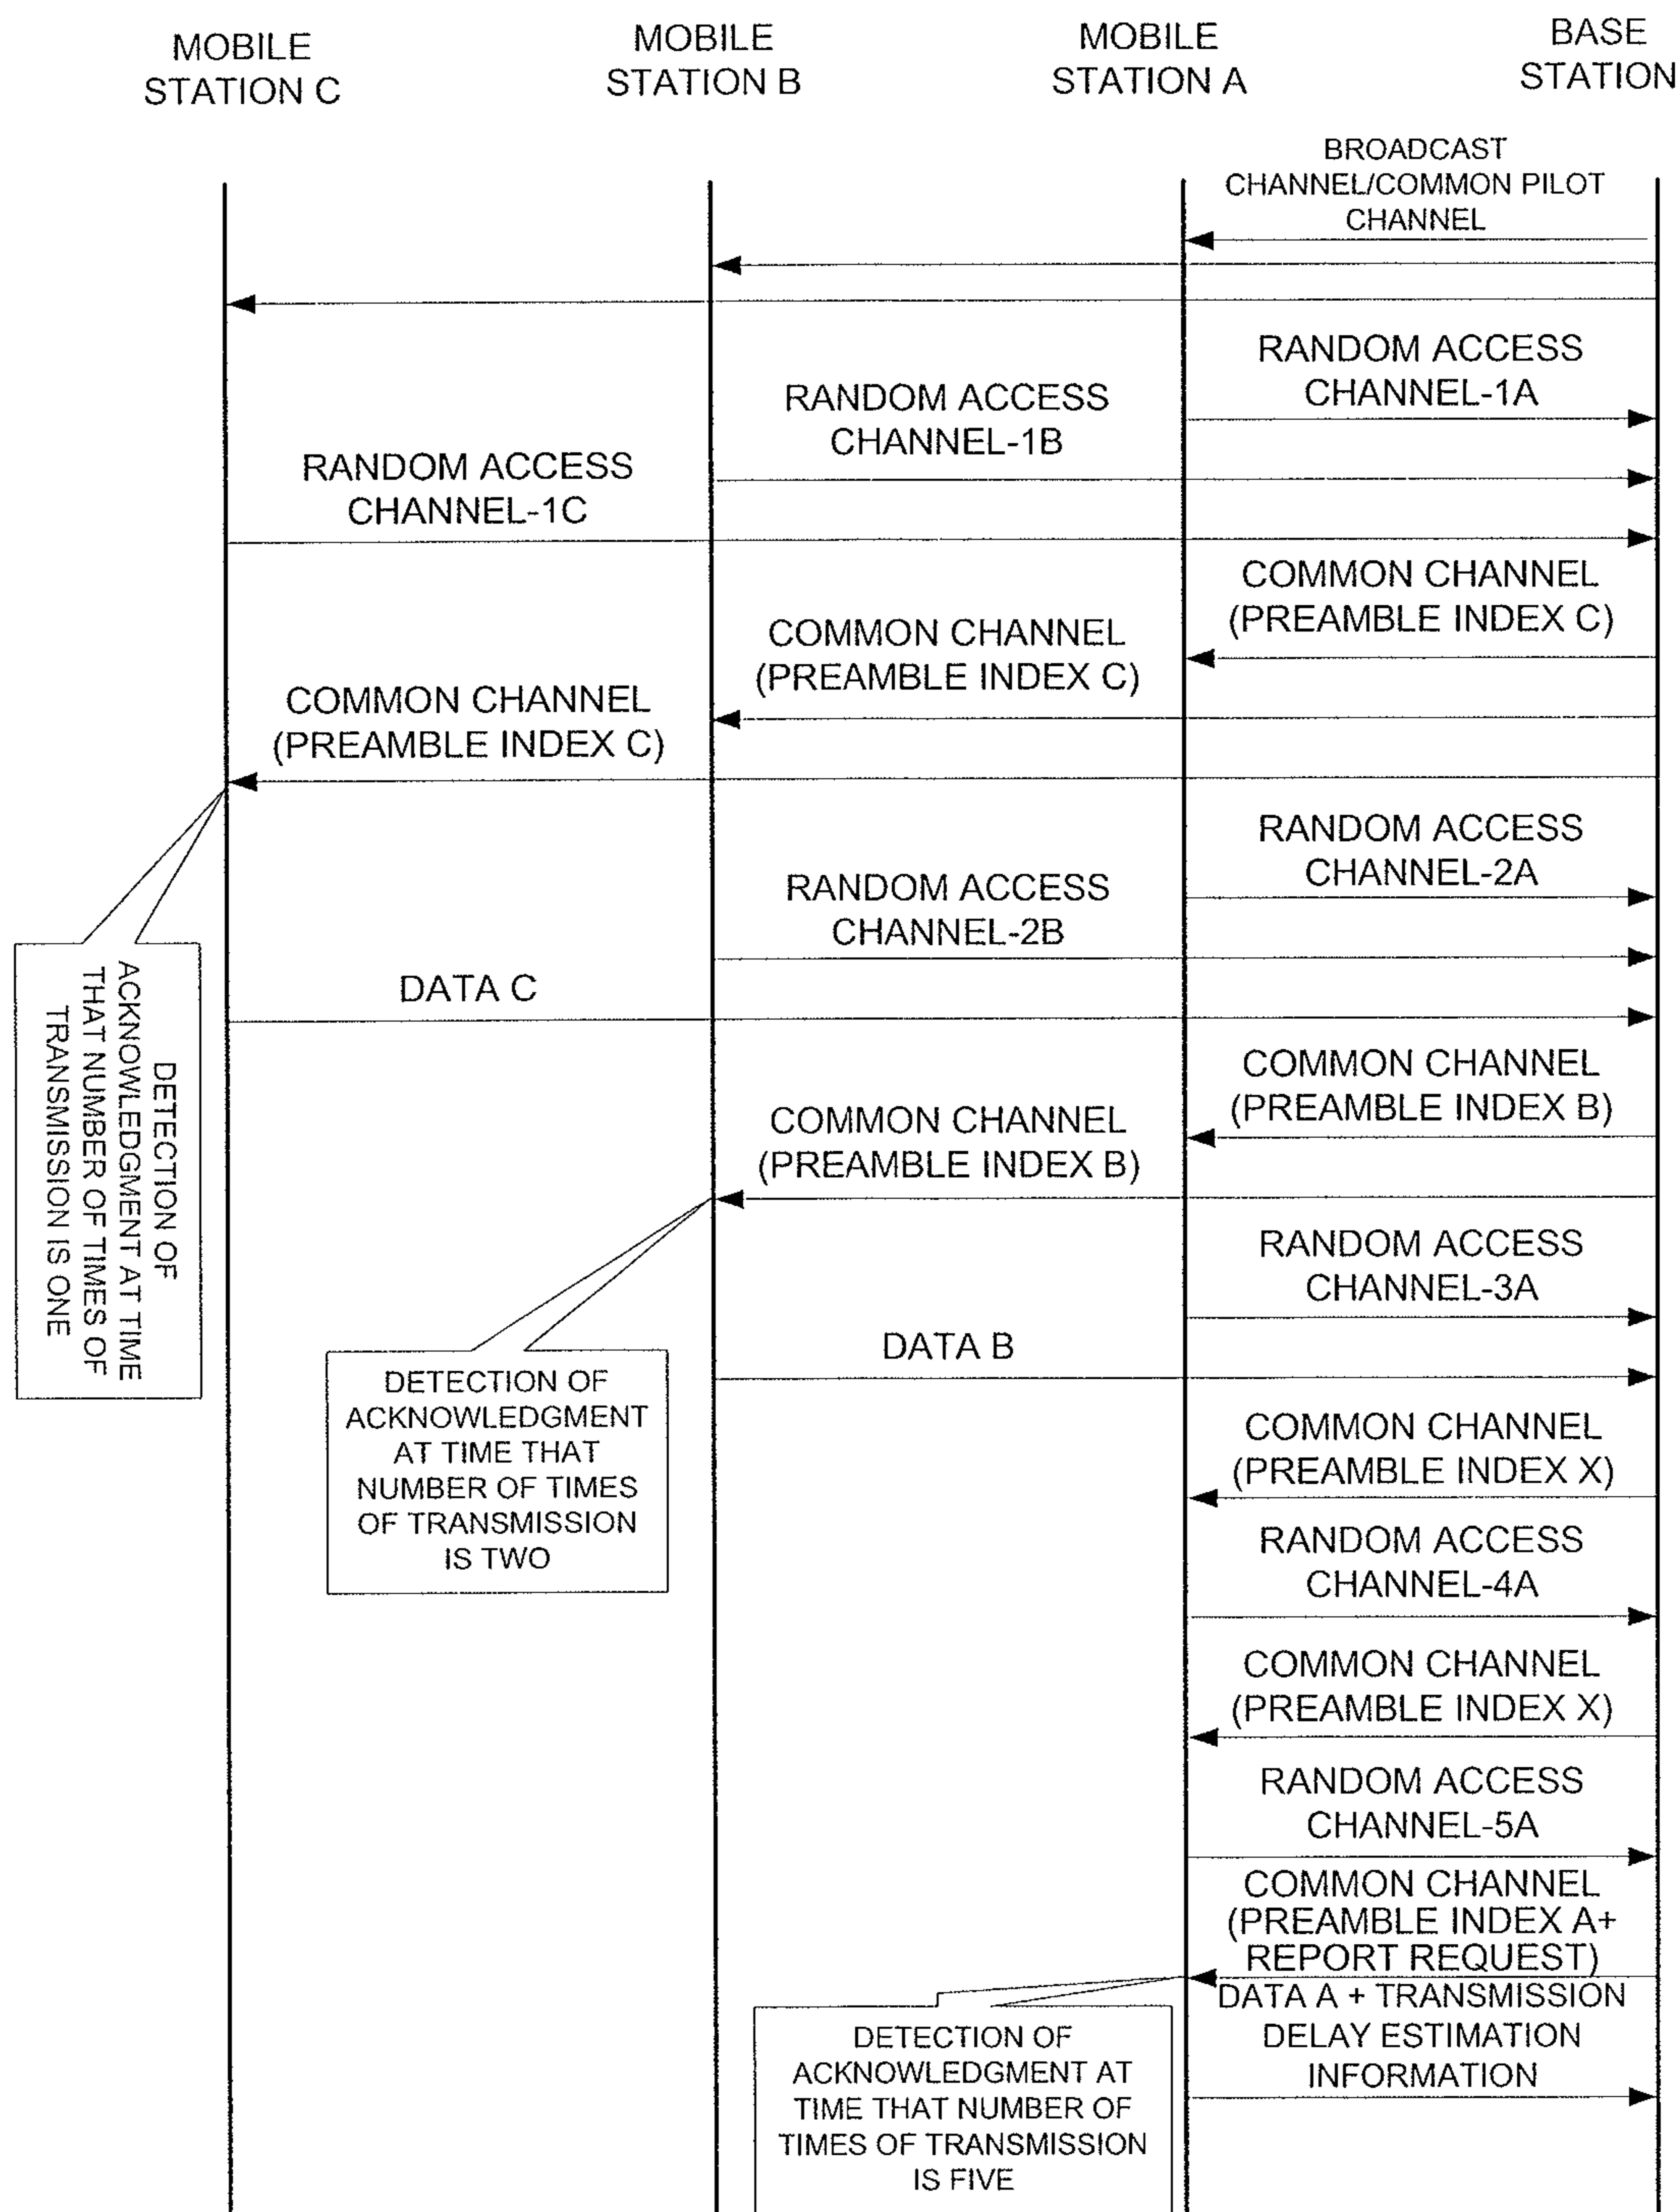 MOBILE
STATION C
MOBILE
STATION B
MOBILE
STATION A
BASE
STATION
BROADCAST
CHANNEL/COMMON PILOT
CHANNEL
RANDOM ACCESS
CHANNEL-1A
RANDOM ACCESS
CHANNEL-1B
RANDOM ACCESS
CHANNEL-1C
COMMON CHANNEL
(PREAMBLE INDEX C)
COMMON CHANNEL
(PREAMBLE INDEX C)
COMMON CHANNEL
(PREAMBLE INDEX C)
RANDOM ACCESS
CHANNEL-2A
RANDOM ACCESS
CHANNEL-2B
DATA C
DETECTION OF
ACKNOWLEDGMENT AT TIME
THAT NUMBER OF TIMES OF
TRANSMISSION IS ONE
COMMON CHANNEL
(PREAMBLE INDEX B)
COMMON CHANNEL
(PREAMBLE INDEX B)
RANDOM ACCESS
CHANNEL-3A
DATA B
DETECTION OF
ACKNOWLEDGMENT
AT TIME THAT
NUMBER OF TIMES
OF TRANSMISSION
IS TWO
COMMON CHANNEL
(PREAMBLE INDEX X)
RANDOM ACCESS
CHANNEL-4A
COMMON CHANNEL
(PREAMBLE INDEX X)
RANDOM ACCESS
CHANNEL-5A
COMMON CHANNEL
(PREAMBLE INDEX A+
REPORT REQUEST)
DATA A + TRANSMISSION
DELAY ESTIMATION
INFORMATION
DETECTION OF
ACKNOWLEDGMENT AT
TIME THAT NUMBER OF
TIMES OF TRANSMISSION
IS FIVE